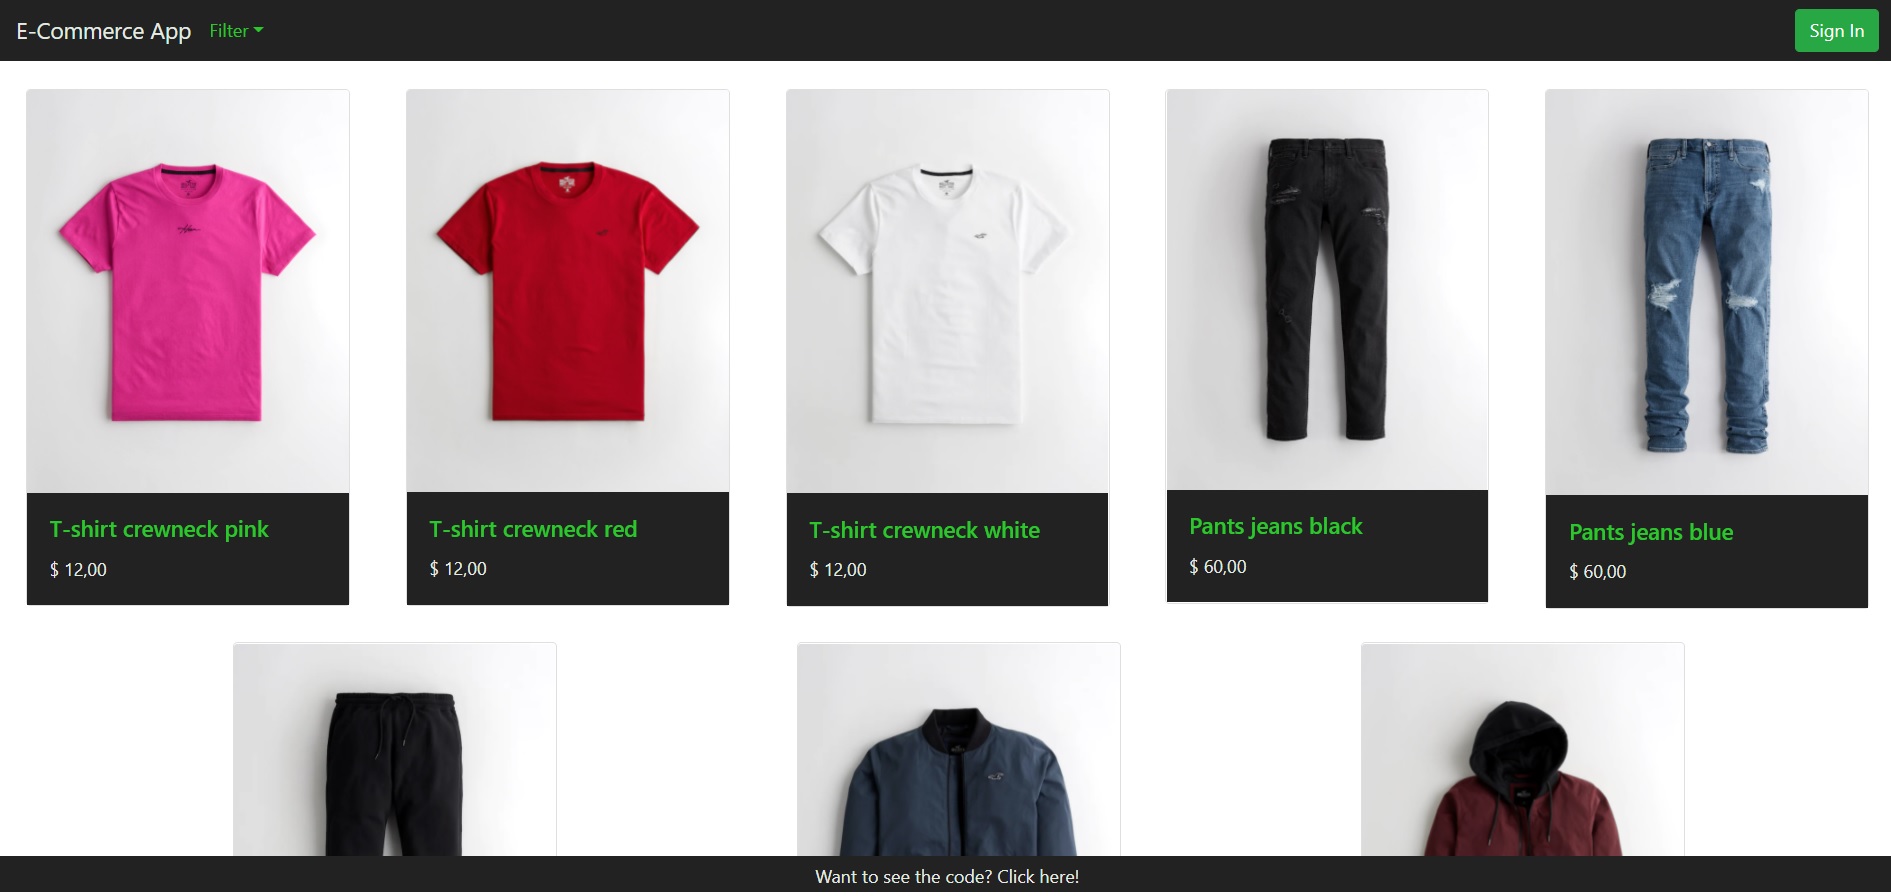 E-Commerce App
Filter
Sign In
T-shirt crewneck pink
$ 12,00
T-shirt crewneck red
$ 12,00
T-shirt crewneck white
$ 12,00
Pants jeans black
$ 60,00
Pants jeans blue
$ 60,00
Want to see the code? Click here!